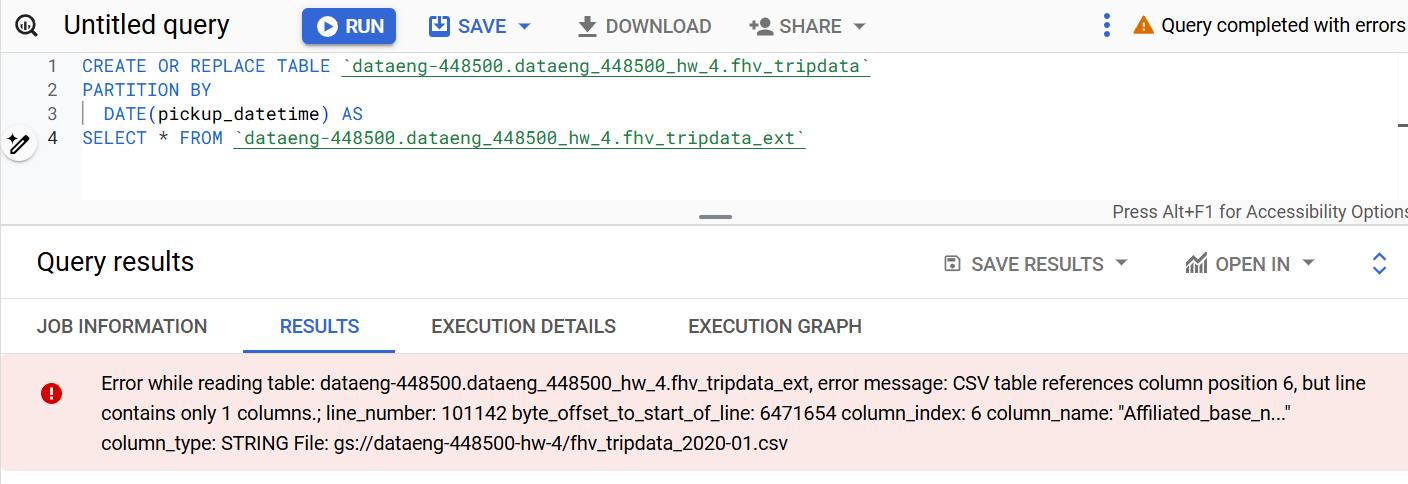 Untitled query RUN SAVE DOWNLOAD SHARE Query completed with errors
1 CREATE OR REPLACE TABLE `dataeng-448500.dataeng_448500_hw_4.fhv_tripdata`
2 PARTITION BY
3 DATE(pickup_datetime) AS
4 SELECT * FROM `dataeng-448500.dataeng_448500_hw_4.fhv_tripdata_ext`
Press Alt+F1 for Accessibility Options
Query results SAVE RESULTS OPEN IN
JOB INFORMATION RESULTS EXECUTION DETAILS EXECUTION GRAPH
Error while reading table: dataeng-448500.dataeng_448500_hw_4.fhv_tripdata_ext, error message: CSV table references column position 6, but line
contains only 1 columns.; line_number: 101142 byte_offset_to_start_of_line: 6471654 column_index: 6 column_name: "Affiliated_base_n..."
column_type: STRING File: gs://dataeng-448500-hw-4/fhv_tripdata_2020-01.csv